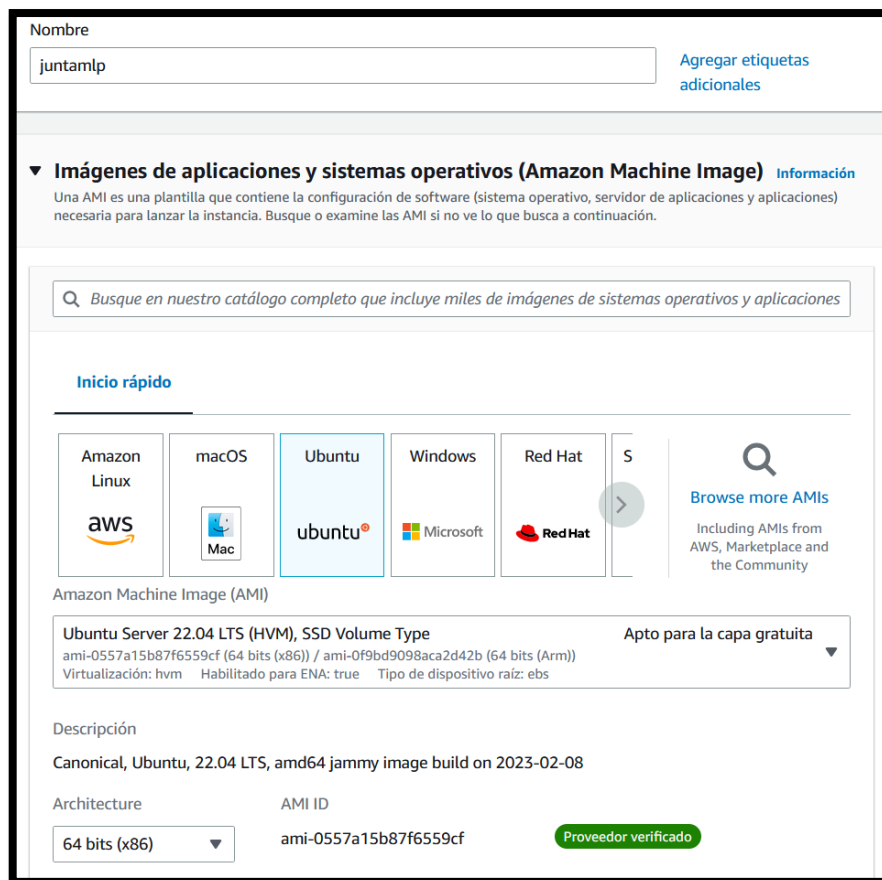 Nombre
juntamlp
Agregar etiquetas
adicionales
Imágenes de aplicaciones y sistemas operativos (Amazon Machine Image) Información
Una AMI es una plantilla que contiene la configuración de software (sistema operativo, servidor de aplicaciones y aplicaciones)
necesaria para lanzar la instancia. Busque o examine las AMI si no ve lo que busca a continuación.
Busque en nuestro catálogo completo que incluye miles de imágenes de sistemas operativos y aplicaciones
Inicio rápido
Amazon
Linux
aws
macOS
Mac
Ubuntu
ubuntu
Windows
Microsoft
Red Hat
Red Hat
S
Browse more AMIs
Including AMIs from
AWS, Marketplace and
the Community
Amazon Machine Image (AMI)
Ubuntu Server 22.04 LTS (HVM), SSD Volume Type Apto para la capa gratuita
ami-0557a15b87f6559cf (64 bits (x86)) / ami-0f9bd9098aca2d42b (64 bits (Arm))
Virtualización: hvm Habilitado para ENA: true Tipo de dispositivo raíz: ebs
Descripción
Canonical, Ubuntu, 22.04 LTS, amd64 jammy image build on 2023-02-08
Architecture AMI ID
64 bits (x86) ami-0557a15b87f6559cf Proveedor verificado